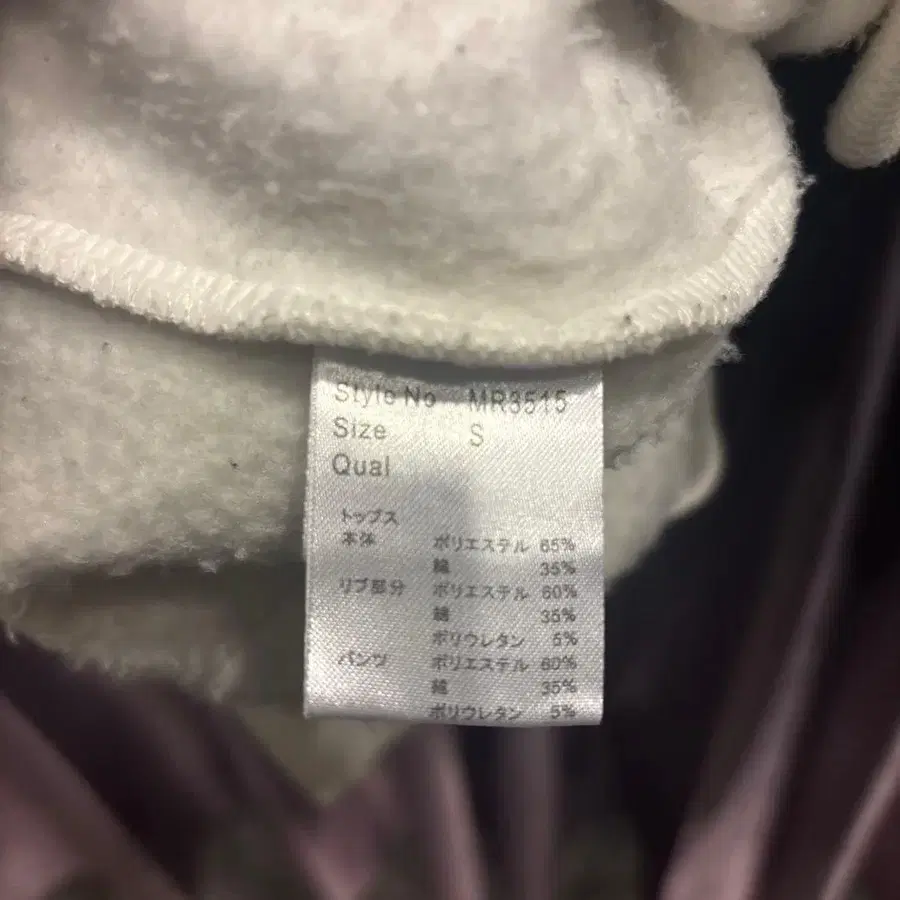 Style No MR3515
Size S
Qual
トップス
本体 ポリエステル 65%
綿 35%
リブ部分 ポリエステル 60%
綿 35%
ポリウレタン 5%
パンツ ポリエステル 60%
綿 35%
ポリウレタン 5%